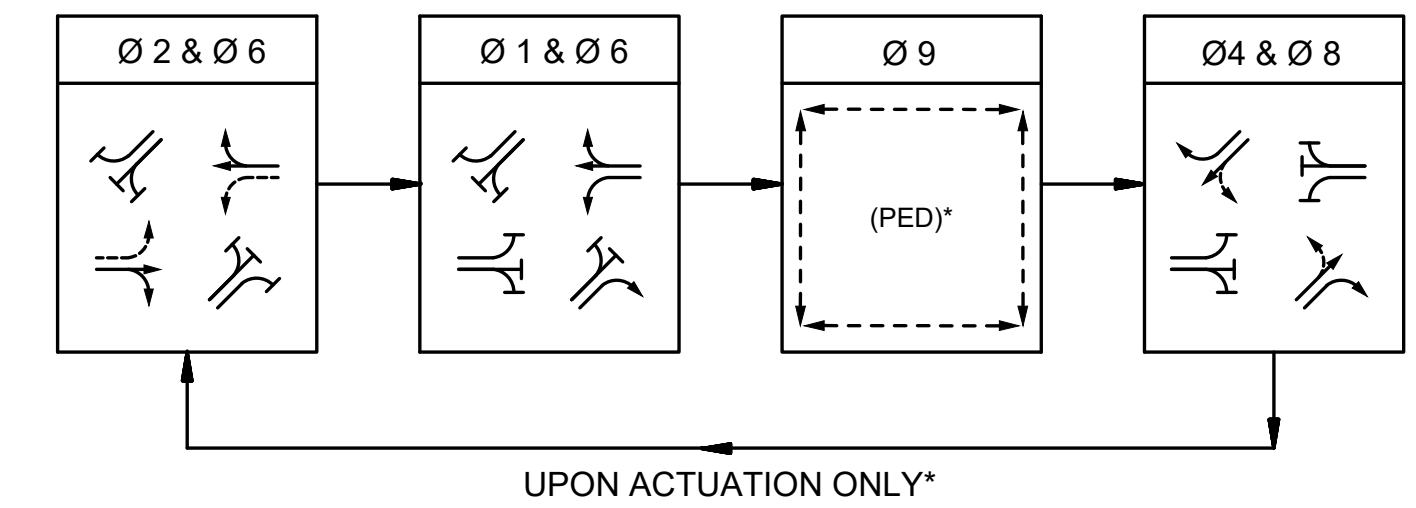 Ø 2 & Ø 6
Ø 1 & Ø 6
Ø 9
Ø4 & Ø 8
(PED)*
UPON ACTUATION ONLY*